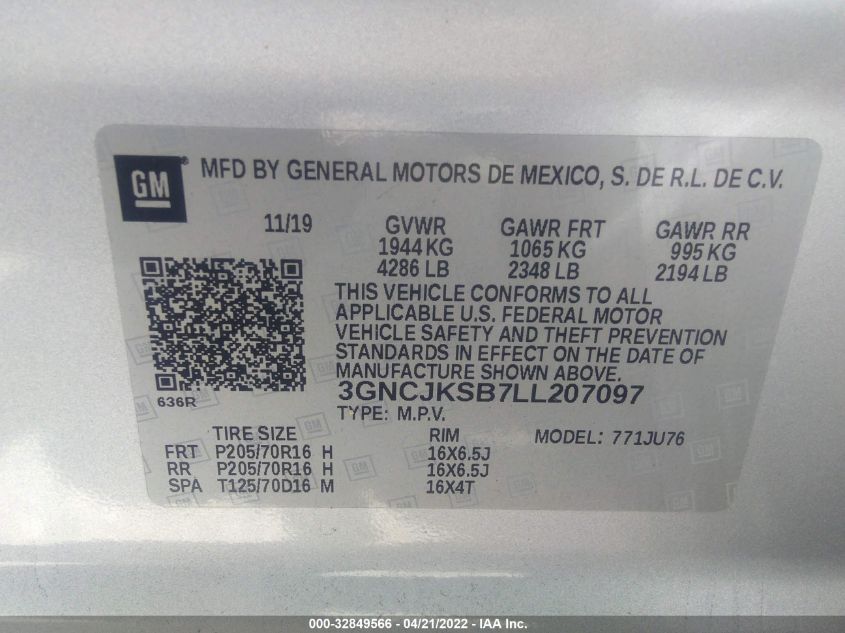 GM ® MFD BY GENERAL MOTORS DE MEXICO, S. DE R.L. DE C.V.
11/19 GVWR GAWR FRT GAWR RR
1944 KG 1065 KG 995 KG
4286 LB 2348 LB 2194 LB
THIS VEHICLE CONFORMS TO ALL
APPLICABLE U.S. FEDERAL MOTOR
VEHICLE SAFETY AND THEFT PREVENTION
STANDARDS IN EFFECT ON THE DATE OF
MANUFACTURE SHOWN ABOVE.
636R 3GNCJKSB7LL207097
TYPE: M.P.V.
TIRE SIZE RIM MODEL: 771JU76
FRT P205/70R16 H 16X6.5J
RR P205/70R16 H 16X6.5J
SPA T125/70D16 M 16X4T
000-32849566 - 04/21/2022 - IAA Inc.